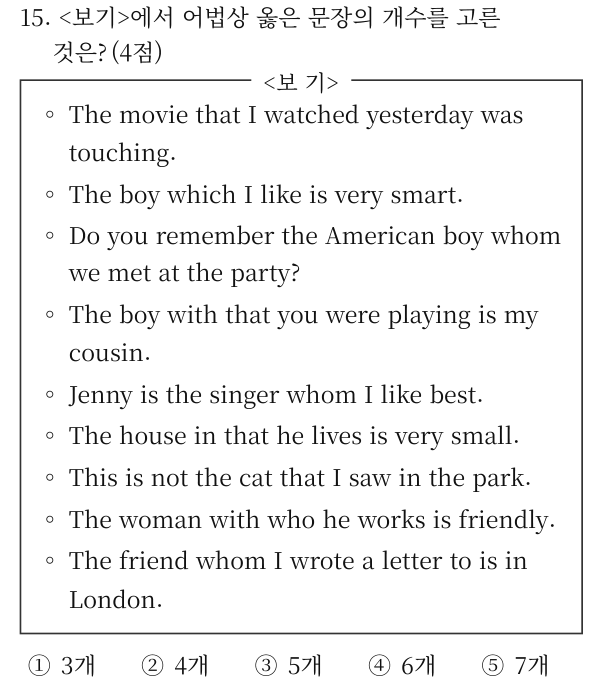 15. <보기>에서 어법상 옳은 문장의 개수를 고른
것은? (4점)
<보 기>
◦ The movie that I watched yesterday was
touching.
◦ The boy which I like is very smart.
◦ Do you remember the American boy whom
we met at the party?
◦ The boy with that you were playing is my
cousin.
◦ Jenny is the singer whom I like best.
◦ The house in that he lives is very small.
◦ This is not the cat that I saw in the park.
◦ The woman with who he works is friendly.
◦ The friend whom I wrote a letter to is in
London.
① 3개 ② 4개 ③ 5개 ④ 6개 ⑤ 7개